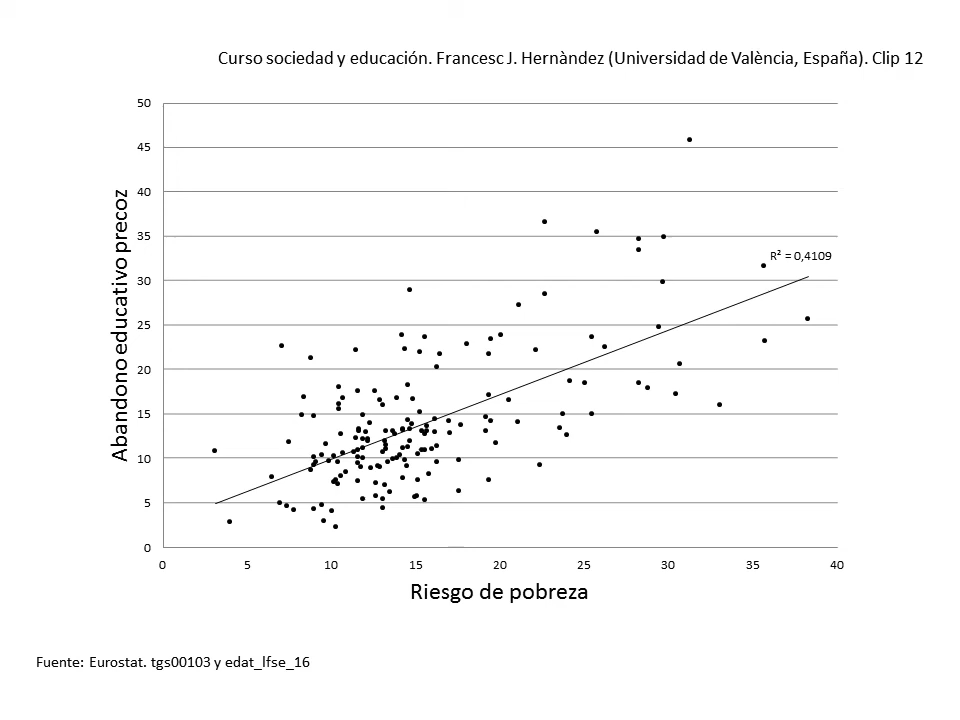 Curso sociedad y educación. Francesc J. Hernàndez (Universidad de València, España). Clip 12
50
45
40
35
30
25
20
15
10
5
0
Abandono educativo precoz
R² = 0,4109
0 5 10 15 20 25 30 35 40
Riesgo de pobreza
Fuente: Eurostat. tgs00103 y edat_lfse_16